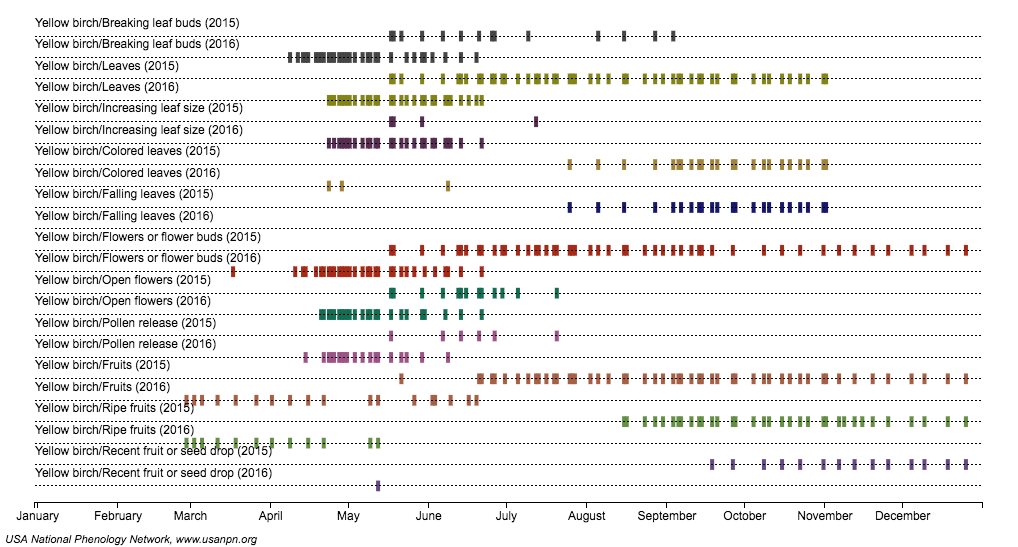 Yellow birch/Breaking leaf buds (2015)
Yellow birch/Breaking leaf buds (2016)
Yellow birch/Leaves (2015)
Yellow birch/Leaves (2016)
Yellow birch/Increasing leaf size (2015)
Yellow birch/Increasing leaf size (2016)
Yellow birch/Colored leaves (2015)
Yellow birch/Colored leaves (2016)
Yellow birch/Falling leaves (2015)
Yellow birch/Falling leaves (2016)
Yellow birch/Flowers or flower buds (2015)
Yellow birch/Flowers or flower buds (2016)
Yellow birch/Open flowers (2015)
Yellow birch/Open flowers (2016)
Yellow birch/Pollen release (2015)
Yellow birch/Pollen release (2016)
Yellow birch/Fruits (2015)
Yellow birch/Fruits (2016)
Yellow birch/Ripe fruits (2015)
Yellow birch/Ripe fruits (2016)
Yellow birch/Recent fruit or seed drop (2015)
Yellow birch/Recent fruit or seed drop (2016)
January February March April May June July August September October November December
USA National Phenology Network, www.usanpn.org